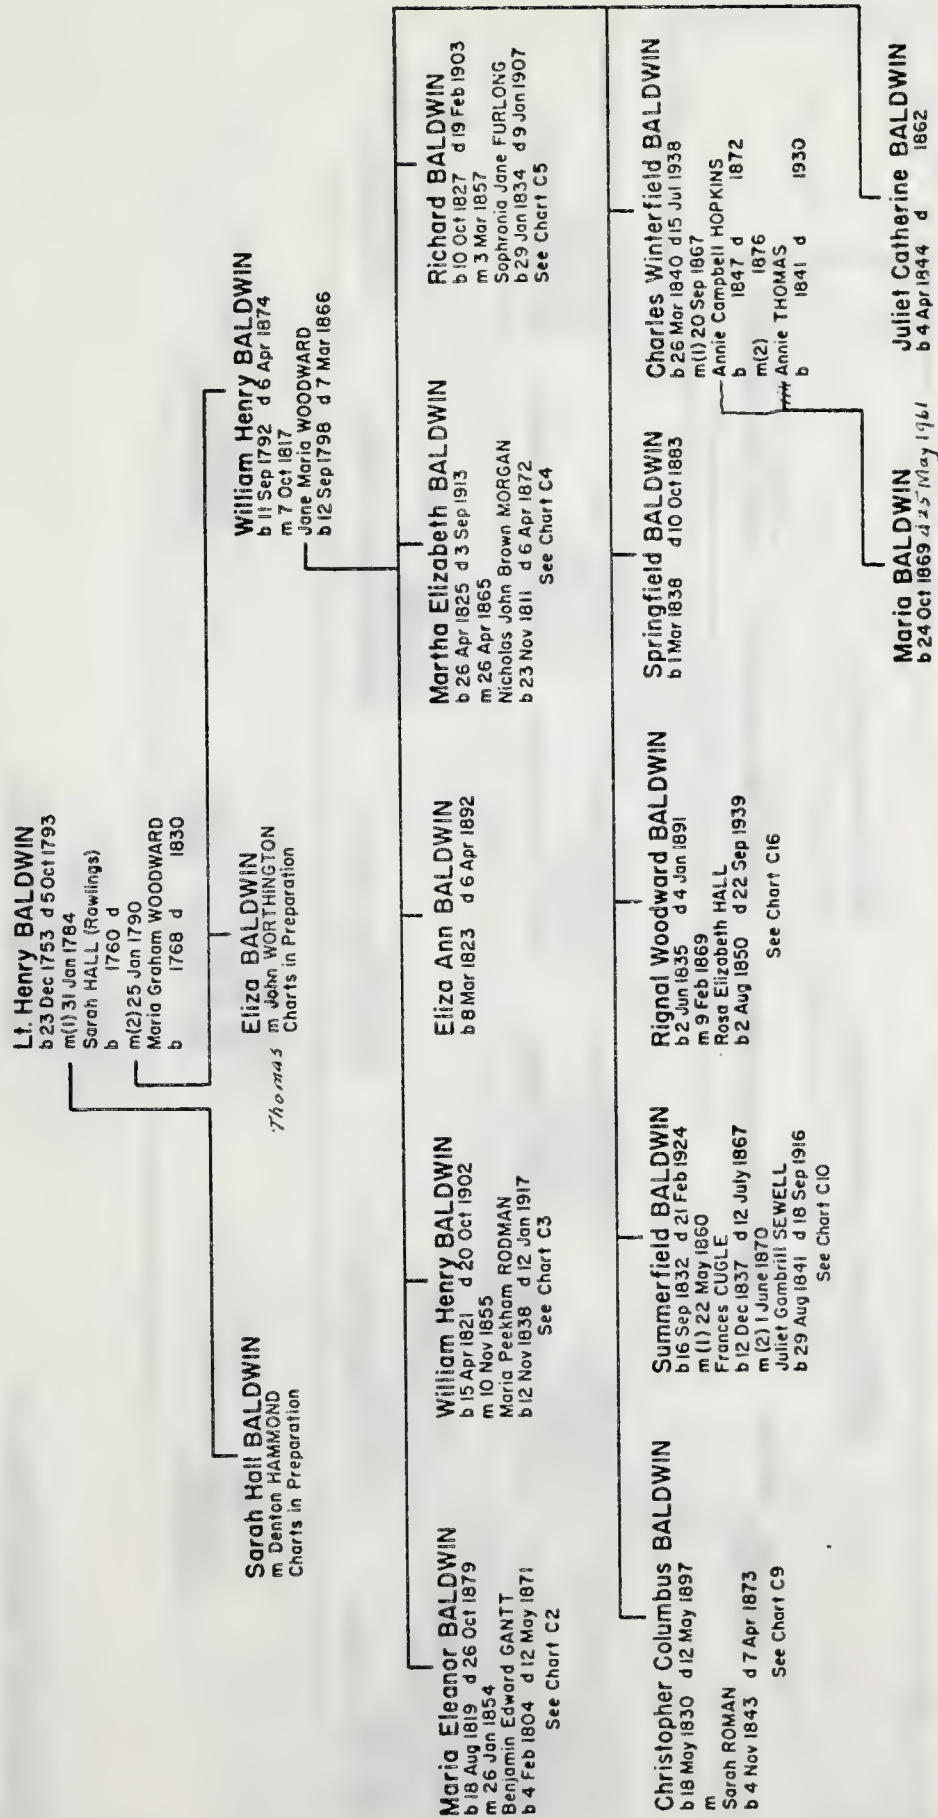 Lt. Henry BALDWIN
b 23 Dec 1753 d 5 Oct 1793
m(1) 31 Jan 1784
Sarah HALL (Rawlings)
b 1760 d
m(2) 25 Jan 1790
Maria Graham WOODWARD
b 1768 d 1830
Sarah Hall BALDWIN
m Denton HAMMOND
Charts in Preparation
Eliza BALDWIN
Thomas m John WORTHINGTON
Charts in Preparation
William Henry BALDWIN
b 11 Sep 1792 d 6 Apr 1874
m 7 Oct 1817
Jane Maria WOODWARD
b 12 Sep 1798 d 7 Mar 1866
Maria Eleanor BALDWIN
b 18 Aug 1819 d 26 Oct 1879
m 26 Jan 1854
Benjamin Edward GANTT
b 4 Feb 1804 d 12 May 1871
See Chart C2
William Henry BALDWIN
b 15 Apr 1821 d 20 Oct 1902
m 10 Nov 1855
Maria Peekham RODMAN
b 12 Nov 1838 d 12 Jan 1917
See Chart C3
Eliza Ann BALDWIN
b 8 Mar 1823 d 6 Apr 1892
Martha Elizabeth BALDWIN
b 26 Apr 1825 d 3 Sep 1913
m 26 Apr 1865
Nicholas John Brown MORGAN
b 23 Nov 1811 d 6 Apr 1872
See Chart C4
Richard BALDWIN
b 10 Oct 1827 d 19 Feb 1903
m 3 Mar 1857
Sophrania Jane FURLONG
b 29 Jan 1834 d 9 Jan 1907
See Chart C5
Christopher Columbus BALDWIN
b 18 May 1830 d 12 May 1897
m
Sarah ROMAN
b 4 Nov 1843 d 7 Apr 1873
See Chart C9
Summerfield BALDWIN
b 16 Sep 1832 d 21 Feb 1924
m (1) 22 May 1860
Frances CUGLE
b 12 Dec 1837 d 12 July 1867
m (2) 1 June 1870
Juliet Gambrill SEWELL
b 29 Aug 1841 d 18 Sep 1916
See Chart C10
Rignal Woodward BALDWIN
b 2 Jun 1835 d 4 Jan 1891
m 9 Feb 1869
Rosa Elizabeth HALL
b 2 Aug 1850 d 22 Sep 1939
See Chart C16
Springfield BALDWIN
b 1 Mar 1838 d 10 Oct 1883
Charles Winterfield BALDWIN
b 26 Mar 1840 d 15 Jul 1938
m(1) 20 Sep 1867
Annie Campbell HOPKINS
b 1847 d 1872
m(2) 1876
Annie THOMAS
b 1841 d 1930
Maria BALDWIN
b 24 Oct 1869 d 25 May 1961
Juliet Catherine BALDWIN
b 4 Apr 1844 d 1862